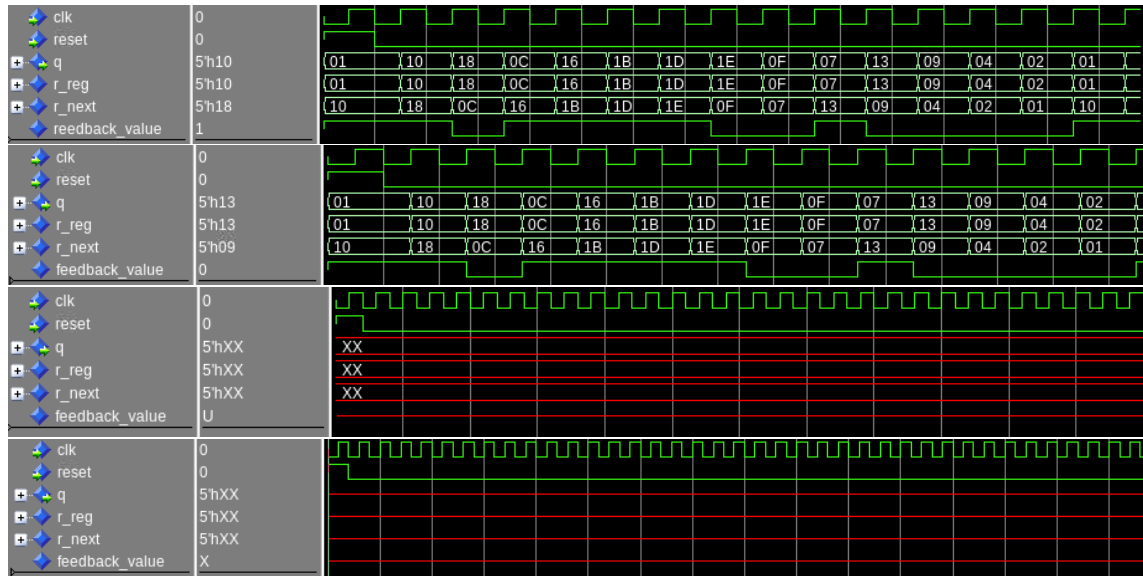 clk 0
reset 0
q 5'h10 01 10 18 0C 16 1B 1D 1E 0F 07 13 09 04 02 01
r_reg 5'h10 01 10 18 0C 16 1B 1D 1E 0F 07 13 09 04 02 01
r_next 5'h18 10 18 0C 16 1B 1D 1E 0F 07 13 09 04 02 01 10
reedback_value 1
clk 0
reset 0
q 5'h13 01 10 18 0C 16 1B 1D 1E 0F 07 13 09 04 02
r_reg 5'h13 01 10 18 0C 16 1B 1D 1E 0F 07 13 09 04 02
r_next 5'h09 10 18 0C 16 1B 1D 1E 0F 07 13 09 04 02 01
feedback_value 0
clk 0
reset 0
q 5'hXX XX
r_reg 5'hXX XX
r_next 5'hXX XX
feedback_value U
clk 0
reset 0
q 5'hXX
r_reg 5'hXX
r_next 5'hXX
feedback_value X